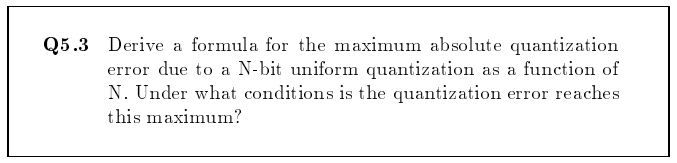 Q5.3 Derive a formula for the maximum absolute quantization
error due to a N-bit uniform quantization as a function of
N. Under what conditions is the quantization error reaches
this maximum?